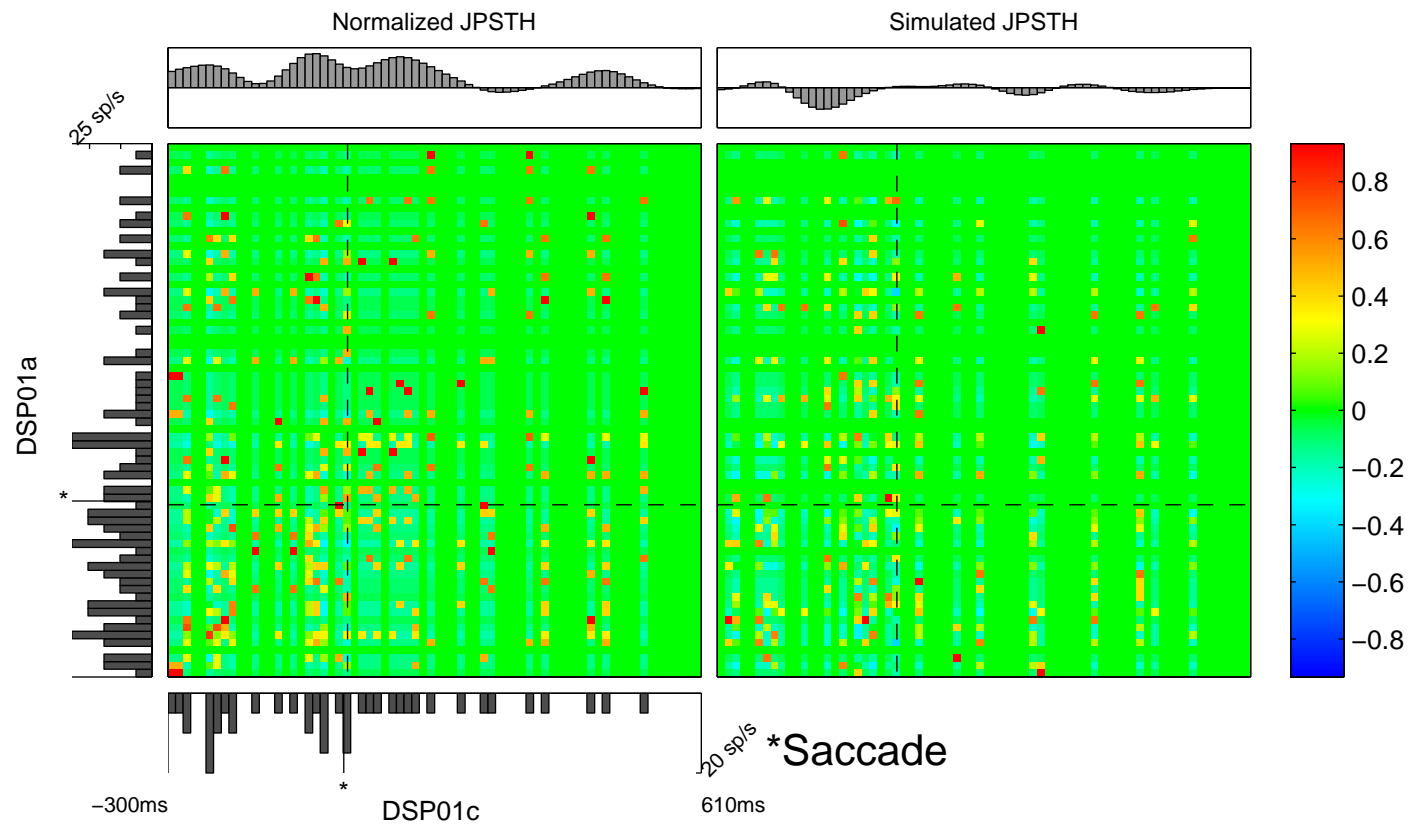 Normalized JPSTH
Simulated JPSTH
25 sp/s
DSP01a
*
0.8
0.6
0.4
0.2
0
−0.2
−0.4
−0.6
−0.8
20 sp/s
*Saccade
*
−300ms
DSP01c
610ms